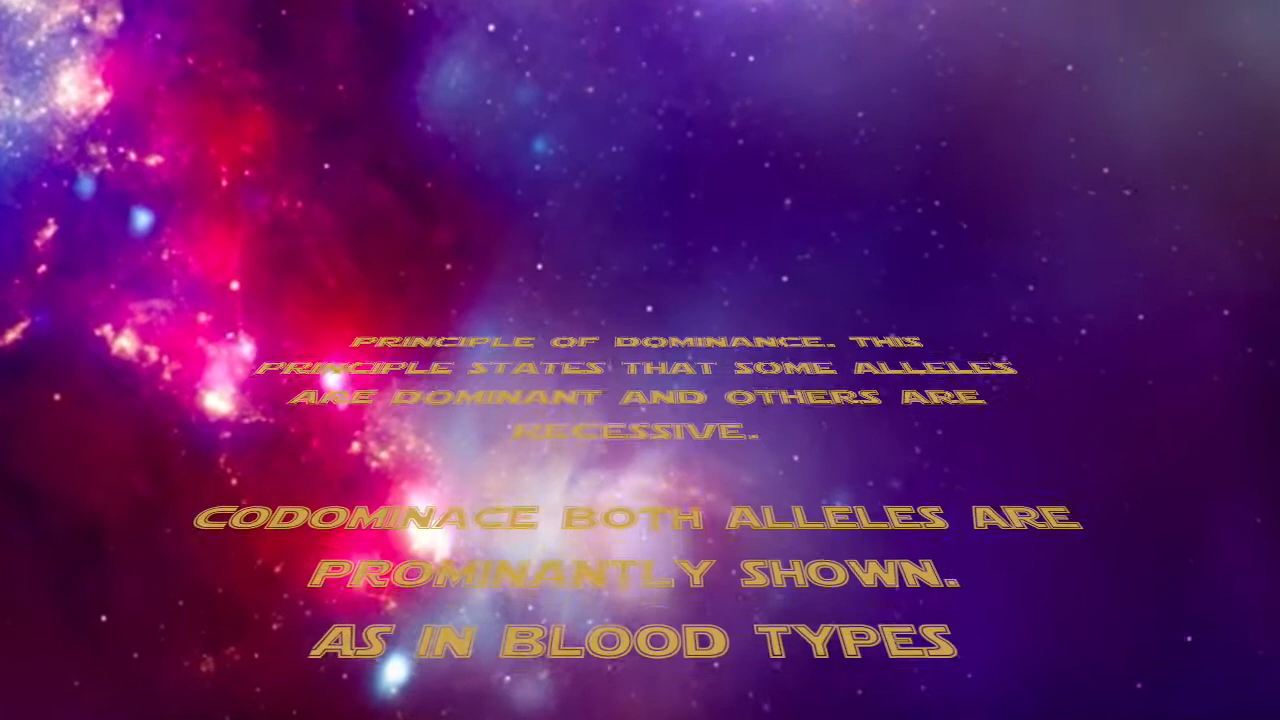 PRINCIPLE OF DOMINANCE. THIS
PRINCIPLE STATES THAT SOME ALLELES
ARE DOMINANT AND OTHERS ARE
RECESSIVE.
CODOMINACE BOTH ALLELES ARE
PROMINANTLY SHOWN.
AS IN BLOOD TYPES